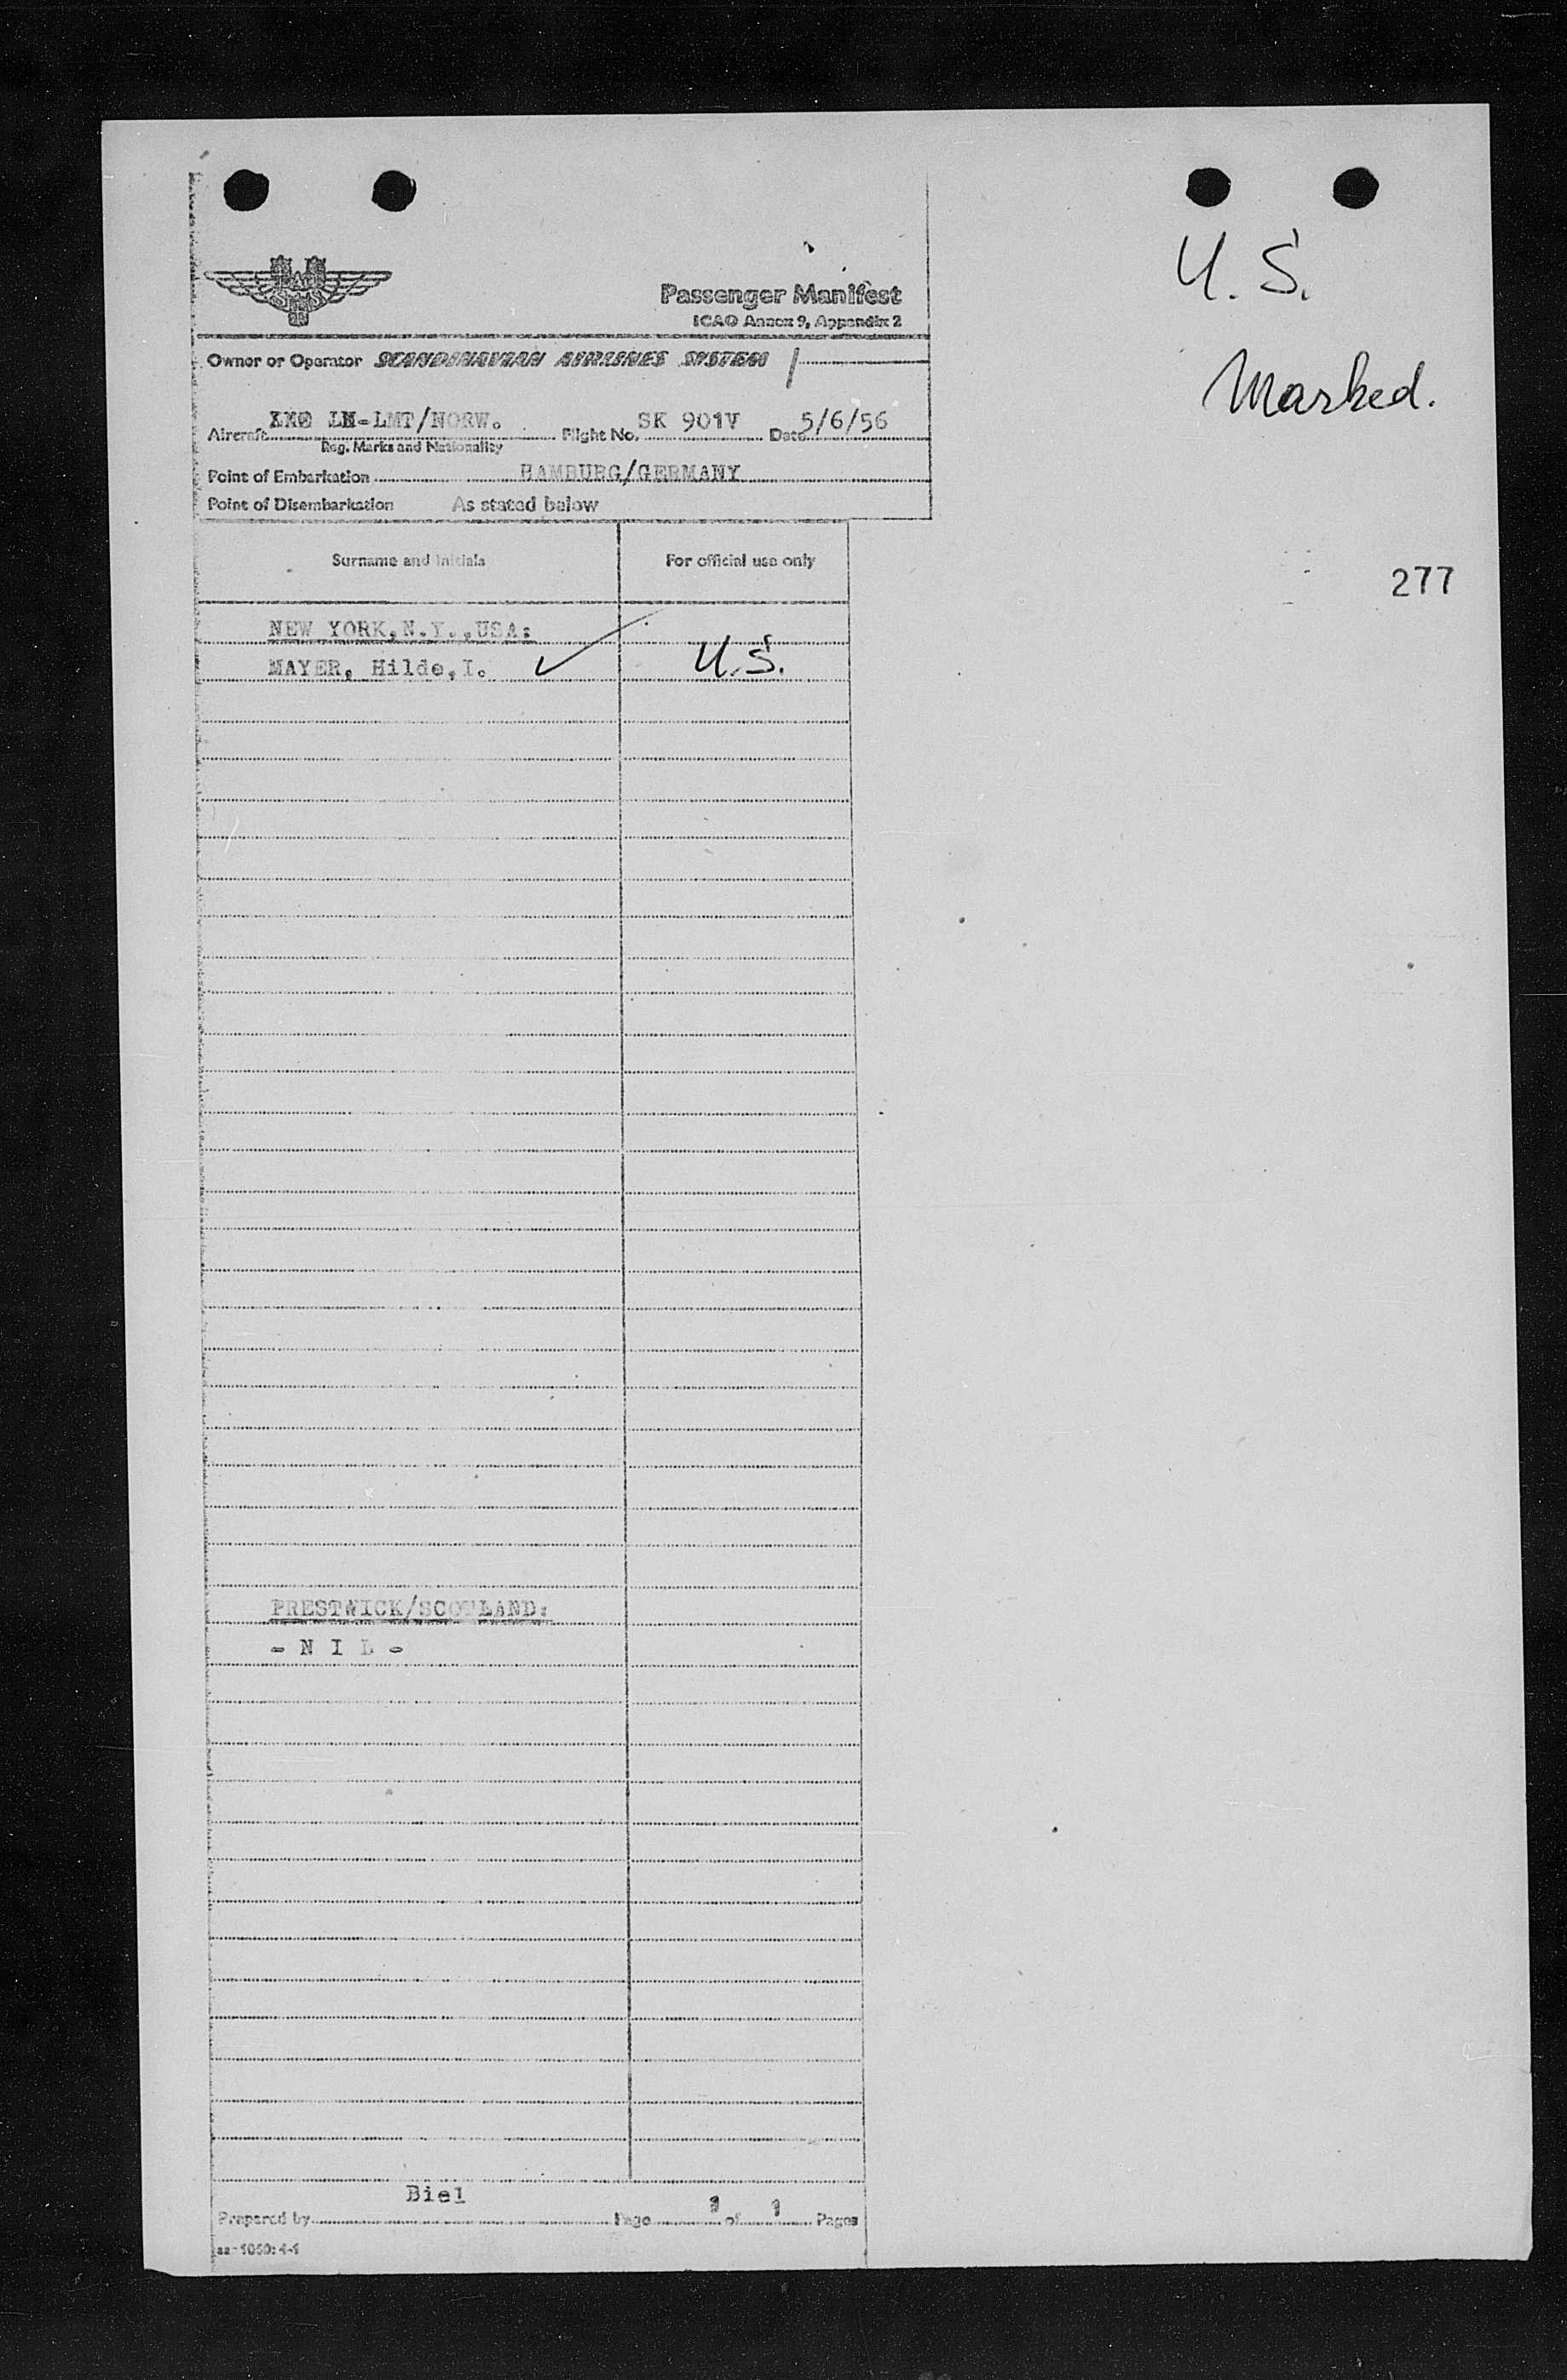 U. S.
Marked.
277
SAS
Passenger Manifest
ICAO Annex 9, Appendix 2
Owner or Operator SCANDINAVIAN AIRLINES SYSTEM
Aircraft LN-LMT/NORW. Flight No. SK 901V Date 5/6/56
Reg. Marks and Nationality
Point of Embarkation HAMBURG/GERMANY
Point of Disembarkation As stated below
Surname and initials For official use only
NEW YORK,N.Y.,USA:
MAYER, Hilde,I. U.S.
PRESTWICK/SCOTLAND:
- N I L -
Biel
Prepared by Page 1 of 1 Pages